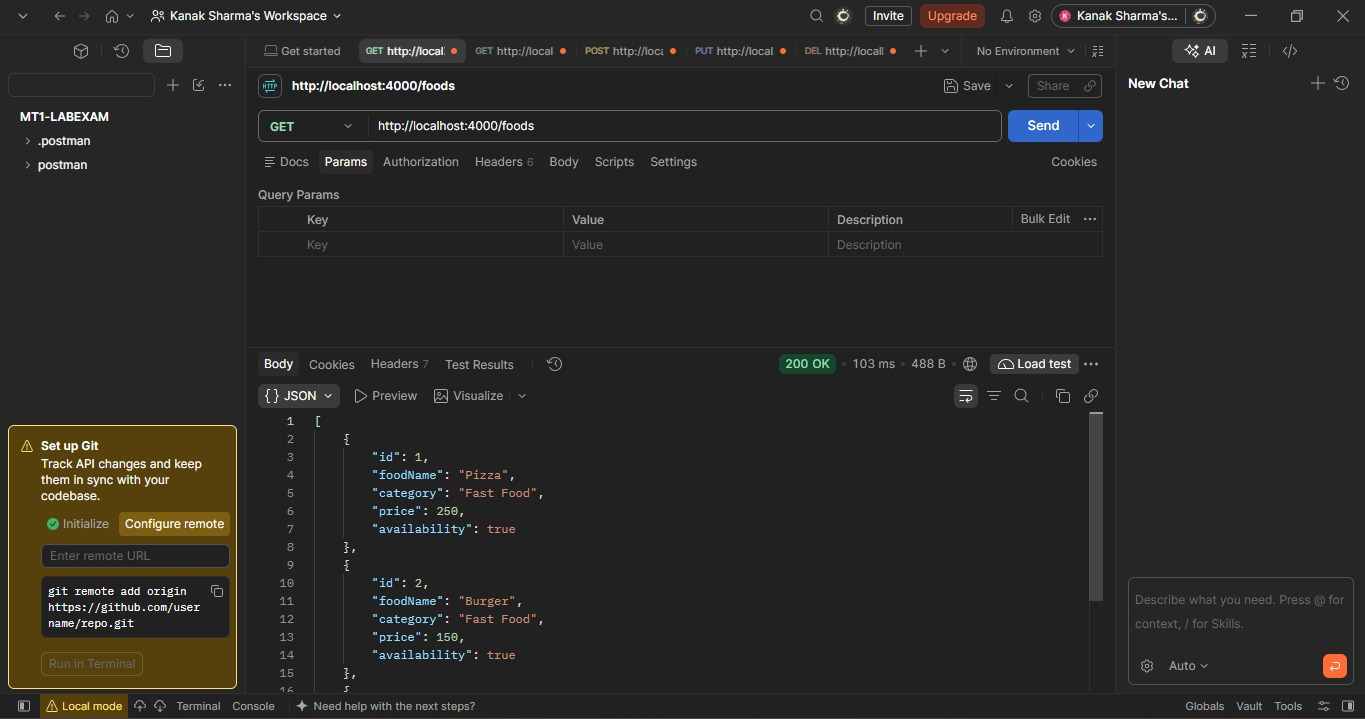 Kanak Sharma's Workspace
Invite
Upgrade
K Kanak Sharma's...
Get started
GET http://local:
GET http://local
POST http://loca
PUT http://local
DEL http://locall
No Environment
AI
HTTP http://localhost:4000/foods
Save
Share
New Chat
MT1-LABEXAM
.postman
postman
GET
http://localhost:4000/foods
Send
Docs
Params
Authorization
Headers 6
Body
Scripts
Settings
Cookies
Query Params
Key Value Description Bulk Edit
Key Value Description
Body
Cookies
Headers 7
Test Results
200 OK
103 ms
488 B
Load test
{} JSON
Preview
Visualize
1 [
2 {
3 "id": 1,
4 "foodName": "Pizza",
5 "category": "Fast Food",
6 "price": 250,
7 "availability": true
8 },
9 {
10 "id": 2,
11 "foodName": "Burger",
12 "category": "Fast Food",
13 "price": 150,
14 "availability": true
15 },
16 {
Set up Git
Track API changes and keep
them in sync with your
codebase.
Initialize
Configure remote
Enter remote URL
git remote add origin
https://github.com/user
name/repo.git
Run in Terminal
Describe what you need. Press @ for
context, / for Skills.
Auto
Local mode
Terminal
Console
Need help with the next steps?
Globals
Vault
Tools